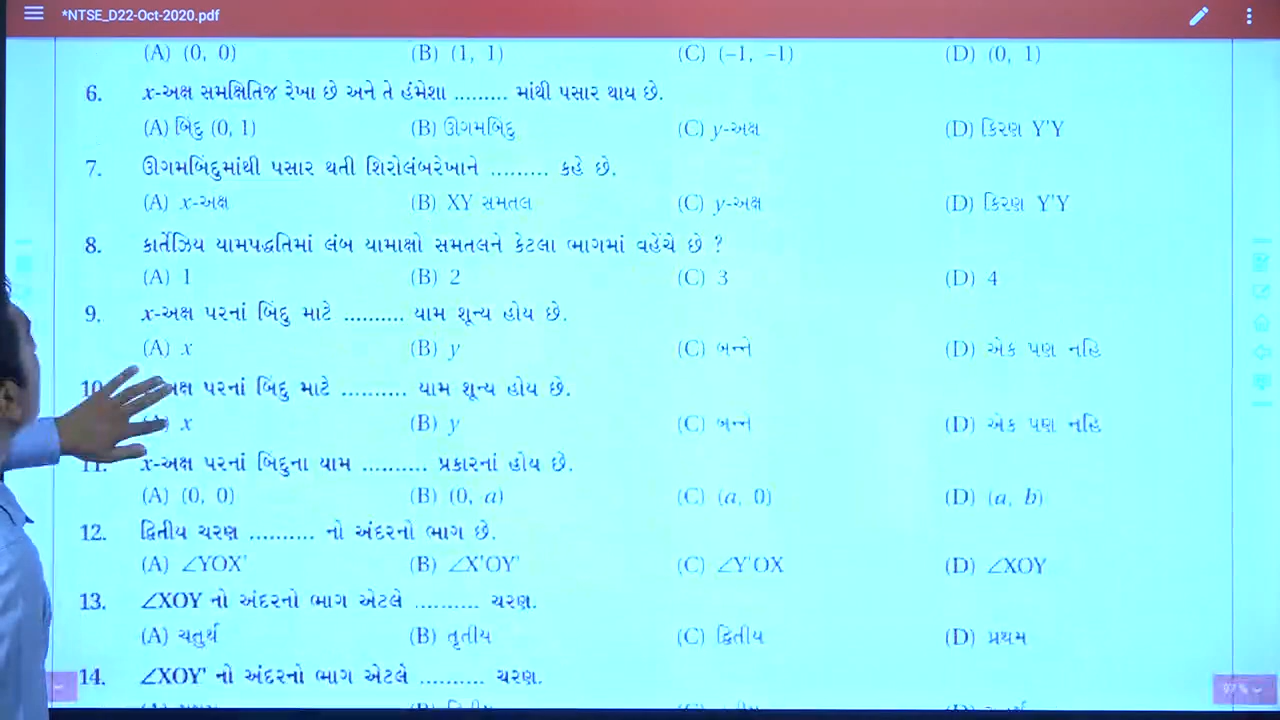 *NTSE_D22-Oct-2020.pdf
(A) (0, 0) (B) (1, 1) (C) (–1, –1) (D) (0, 1)
6. x-અક્ષ સમક્ષિતિજ રેખા છે અને તે હંમેશા ......... માંથી પસાર થાય છે.
(A) બિંદુ (0, 1) (B) ઊગમબિંદુ (C) y-અક્ષ (D) કિરણ Y'Y
7. ઊગમબિંદુમાંથી પસાર થતી શિરોલંબરેખાને ......... કહે છે.
(A) x-અક્ષ (B) XY સમતલ (C) y-અક્ષ (D) કિરણ Y'Y
8. કાર્તેઝિય યામપદ્ધતિમાં લંબ યામાક્ષો સમતલને કેટલા ભાગમાં વહેંચે છે ?
(A) 1 (B) 2 (C) 3 (D) 4
9. x-અક્ષ પરનાં બિંદુ માટે .......... યામ શૂન્ય હોય છે.
(A) x (B) y (C) બન્ને (D) એક પણ નહિ
10. અક્ષ પરનાં બિંદુ માટે .......... યામ શૂન્ય હોય છે.
x (B) y (C) બન્ને (D) એક પણ નહિ
11. x-અક્ષ પરનાં બિંદુના યામ .......... પ્રકારનાં હોય છે.
(A) (0, 0) (B) (0, a) (C) (a, 0) (D) (a, b)
12. દ્વિતીય ચરણ .......... નો અંદરનો ભાગ છે.
(A) ∠YOX' (B) ∠X'OY' (C) ∠Y'OX (D) ∠XOY
13. ∠XOY નો અંદરનો ભાગ એટલે .......... ચરણ.
(A) ચતુર્થ (B) તૃતીય (C) દ્વિતીય (D) પ્રથમ
14. ∠XOY' નો અંદરનો ભાગ એટલે .......... ચરણ.
97%